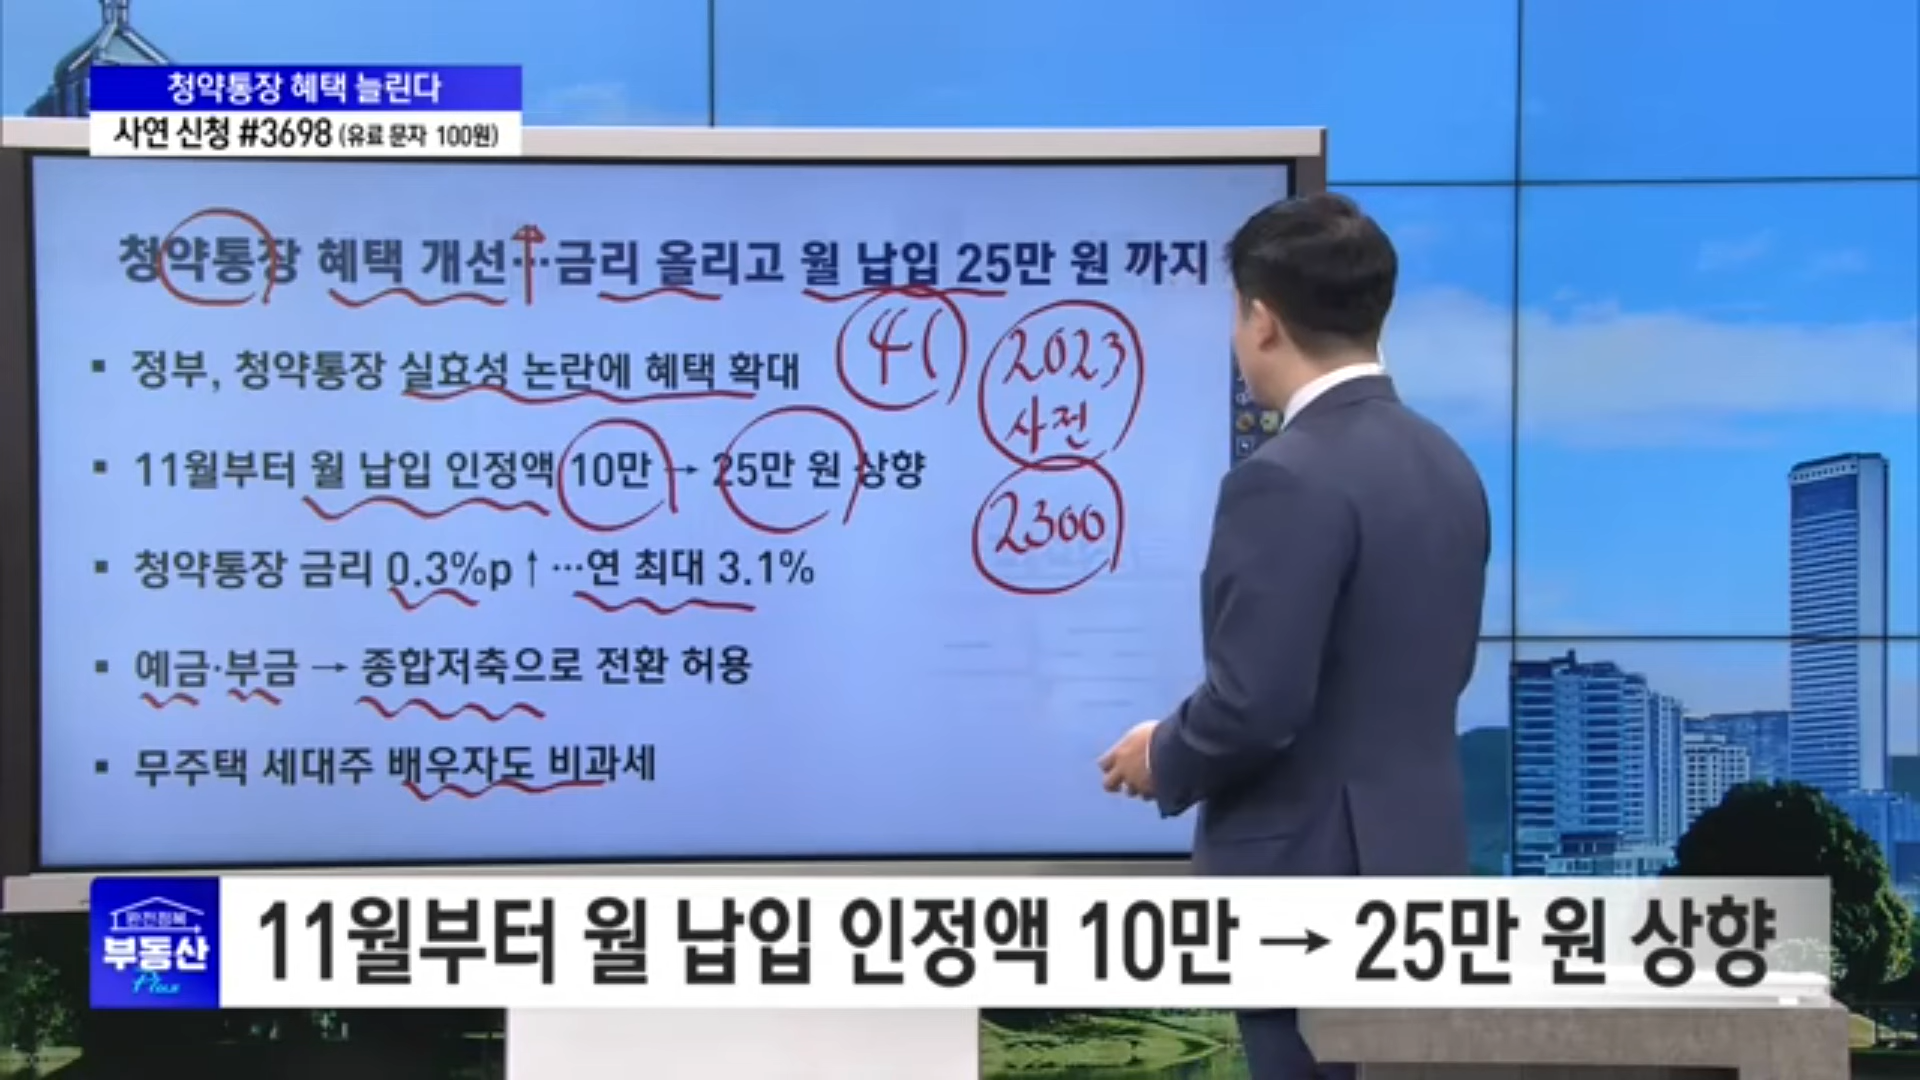 청약통장 혜택 늘린다
사연 신청 #3698 (유료 문자 100원)
청약통장 혜택 개선…금리 올리고 월 납입 25만 원 까지
정부, 청약통장 실효성 논란에 혜택 확대
41
2023
사전
11월부터 월 납입 인정액 10만 → 25만 원 상향
2300
청약통장 금리 0.3%p↑…연 최대 3.1%
예금·부금 → 종합저축으로 전환 허용
무주택 세대주 배우자도 비과세
완전정복
부동산
Plus
11월부터 월 납입 인정액 10만 → 25만 원 상향